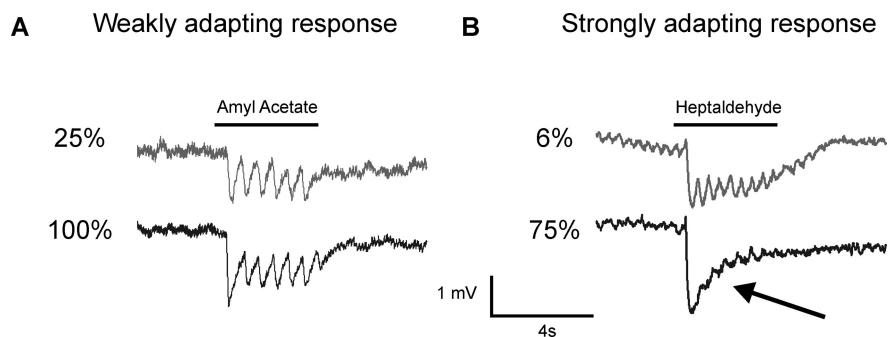 A
Weakly adapting response
Amyl Acetate
25%
100%
B
Strongly adapting response
Heptaldehyde
6%
75%
1 mV
4s